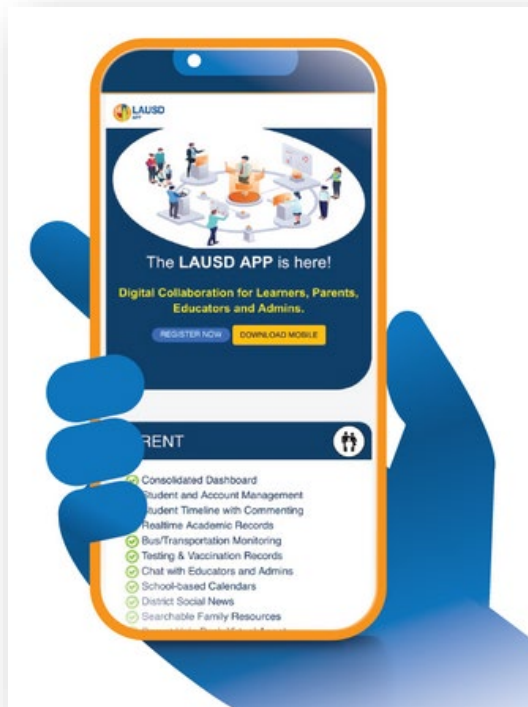 LAUSD
APP
The LAUSD APP is here!
Digital Collaboration for Learners, Parents,
Educators and Admins.
REGISTER NOW
DOWNLOAD MOBILE
RENT
Consolidated Dashboard
Student and Account Management
Student Timeline with Commenting
Realtime Academic Records
Bus/Transportation Monitoring
Testing & Vaccination Records
Chat with Educators and Admins
School-based Calendars
District Social News
Searchable Family Resources